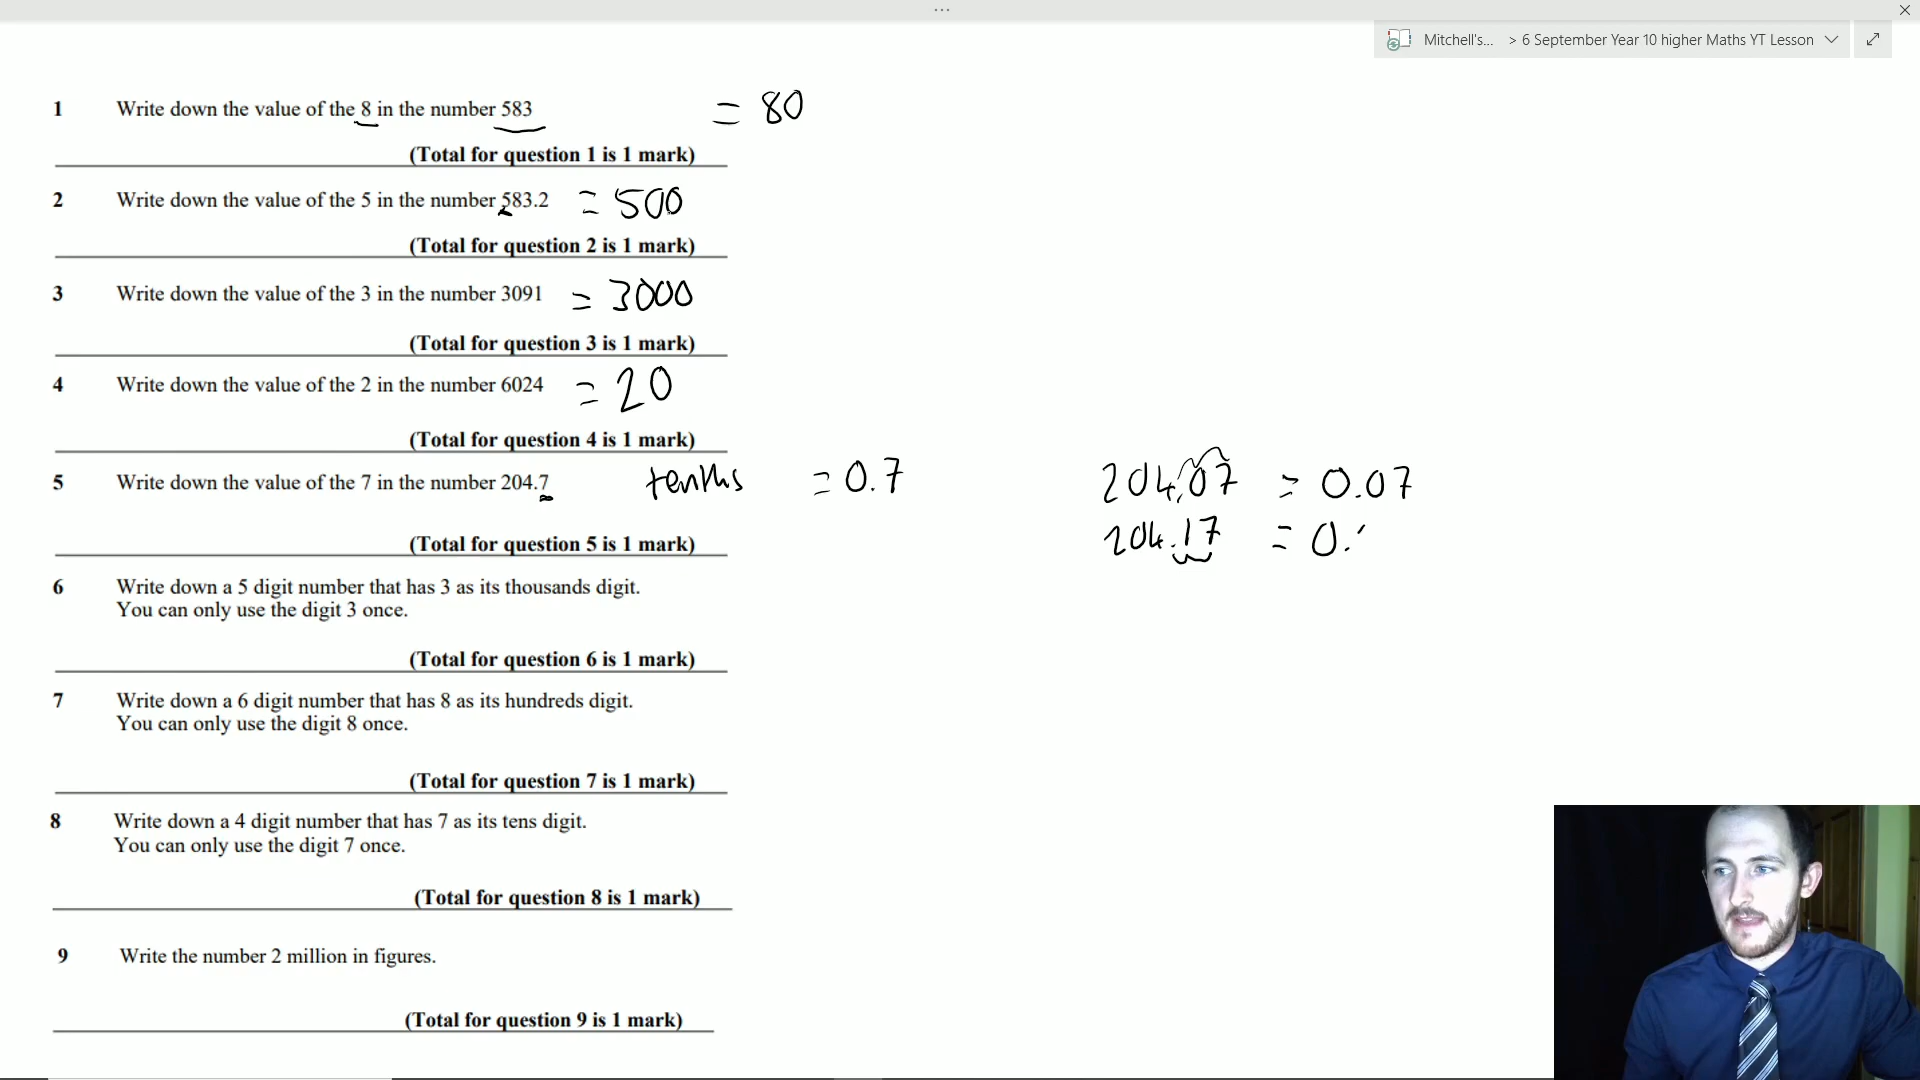 Mitchell's... > 6 September Year 10 higher Maths YT Lesson
1 Write down the value of the 8 in the number 583 = 80
(Total for question 1 is 1 mark)
2 Write down the value of the 5 in the number 583.2 = 500
(Total for question 2 is 1 mark)
3 Write down the value of the 3 in the number 3091 = 3000
(Total for question 3 is 1 mark)
4 Write down the value of the 2 in the number 6024 = 20
(Total for question 4 is 1 mark)
5 Write down the value of the 7 in the number 204.7 tenths = 0.7 204.07 = 0.07
204.17 = 0.
(Total for question 5 is 1 mark)
6 Write down a 5 digit number that has 3 as its thousands digit.
You can only use the digit 3 once.
(Total for question 6 is 1 mark)
7 Write down a 6 digit number that has 8 as its hundreds digit.
You can only use the digit 8 once.
(Total for question 7 is 1 mark)
8 Write down a 4 digit number that has 7 as its tens digit.
You can only use the digit 7 once.
(Total for question 8 is 1 mark)
9 Write the number 2 million in figures.
(Total for question 9 is 1 mark)